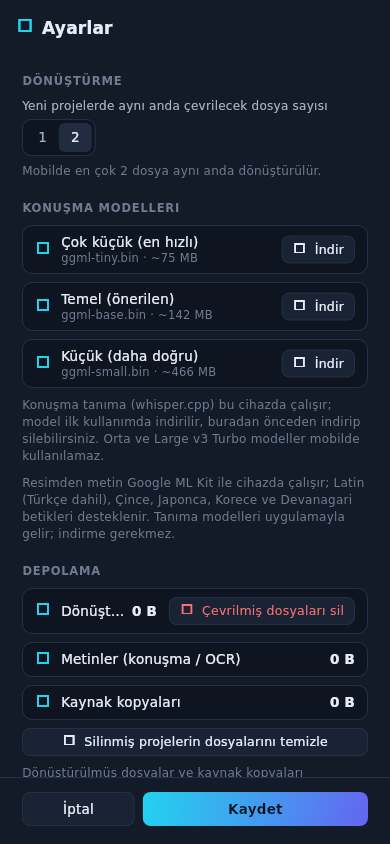 Ayarlar
DÖNÜŞTÜRME
Yeni projelerde aynı anda çevrilecek dosya sayısı
1 2
Mobilde en çok 2 dosya aynı anda dönüştürülür.
KONUŞMA MODELLERI
Çok küçük (en hızlı)
ggml-tiny.bin · ~75 MB
İndir
Temel (önerilen)
ggml-base.bin · ~142 MB
İndir
Küçük (daha doğru)
ggml-small.bin · ~466 MB
İndir
Konuşma tanıma (whisper.cpp) bu cihazda çalışır;
model ilk kullanımda indirilir, buradan önceden indirip
silebilirsiniz. Orta ve Large v3 Turbo modeller mobilde
kullanılamaz.
Resimden metin Google ML Kit ile cihazda çalışır; Latin
(Türkçe dahil), Çince, Japonca, Korece ve Devanagari
betikleri desteklenir. Tanıma modelleri uygulamayla
gelir; indirme gerekmez.
DEPOLAMA
Dönüşt... 0 B Çevrilmiş dosyaları sil
Metinler (konuşma / OCR) 0 B
Kaynak kopyaları 0 B
Silinmiş projelerin dosyalarını temizle
Dönüştürülmüş dosyalar ve kaynak kopyaları
İptal Kaydet